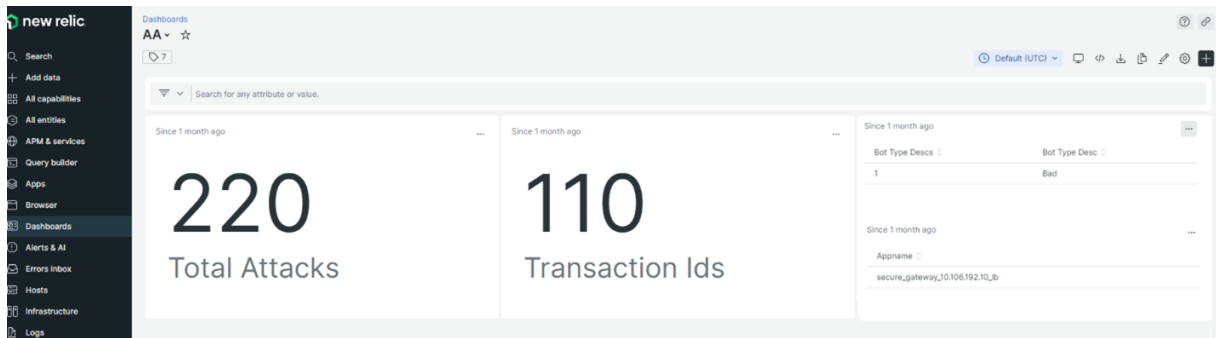 new relic.
Search
Add data
All capabilities
All entities
APM & services
Query builder
Apps
Browser
Dashboards
Alerts & AI
Errors Inbox
Hosts
Infrastructure
Logs
Dashboards
AA
7
Default (UTC)
Search for any attribute or value.
Since 1 month ago
220
Total Attacks
Since 1 month ago
110
Transaction Ids
Since 1 month ago
Bot Type Descs Bot Type Desc
1 Bad
Since 1 month ago
Appname
secure_gateway_10.106.192.10_lb